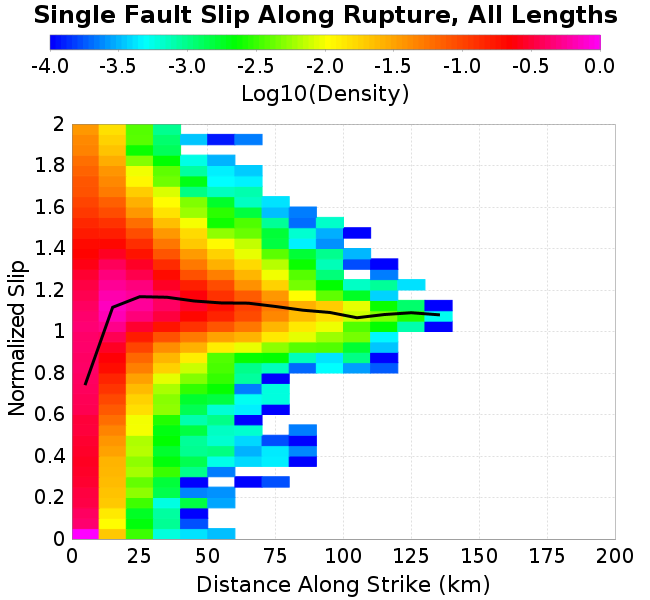 Single Fault Slip Along Rupture, All Lengths
-4.0 -3.5 -3.0 -2.5 -2.0 -1.5 -1.0 -0.5 0.0
Log10(Density)
2
1.8
1.6
1.4
1.2
1
0.8
0.6
0.4
0.2
0
Normalized Slip
0 25 50 75 100 125 150 175 200
Distance Along Strike (km)